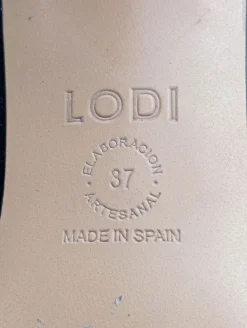 LODI
• ELABORACION •
37
ARTESANAL
MADE IN SPAIN